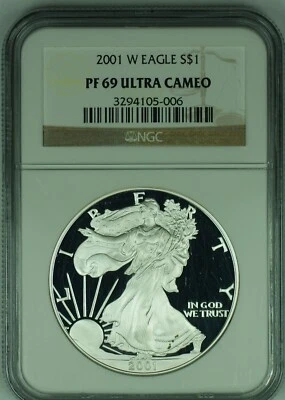 2001 W EAGLE S$1
PF 69 ULTRA CAMEO
3294105-006
NGC
LIBERTY
IN GOD
WE TRUST
2001